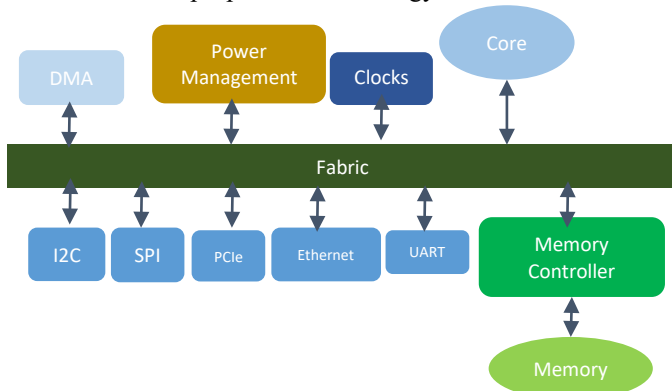 DMA
Power
Management
Clocks
Core
Fabric
I2C
SPI
PCIe
Ethernet
UART
Memory
Controller
Memory